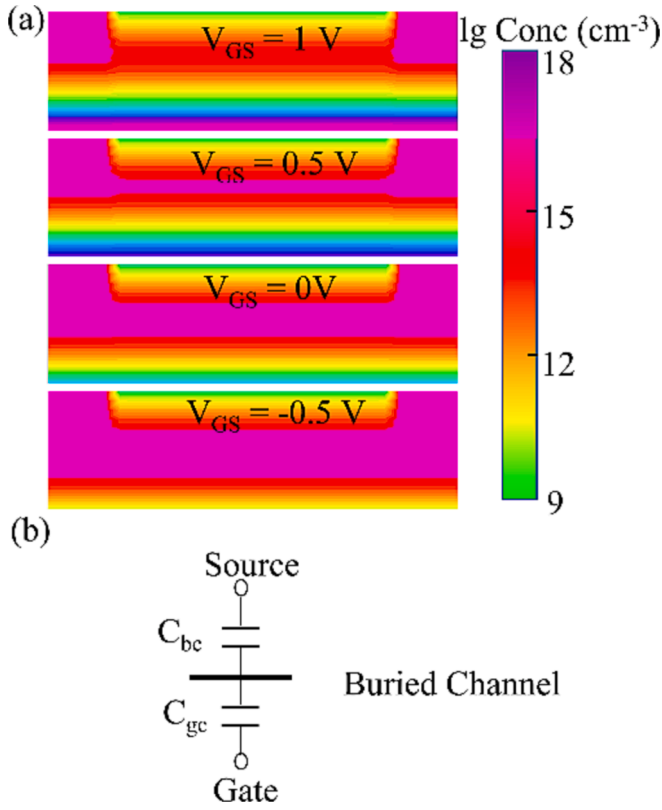 (a)
lg Conc (cm⁻³)
V_GS = 1 V
V_GS = 0.5 V
V_GS = 0V
V_GS = -0.5 V
18
15
12
9
(b)
Source
C_bc
Buried Channel
C_gc
Gate